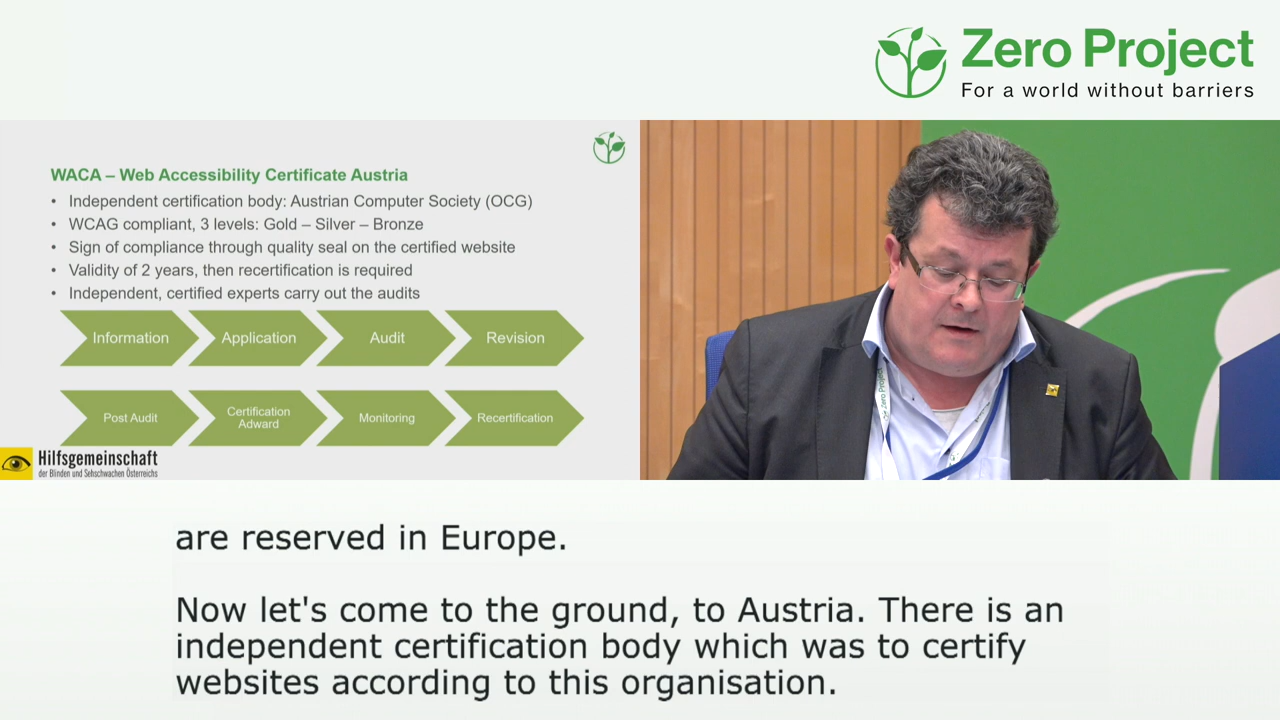 Zero Project
For a world without barriers
WACA – Web Accessibility Certificate Austria
• Independent certification body: Austrian Computer Society (OCG)
• WCAG compliant, 3 levels: Gold – Silver – Bronze
• Sign of compliance through quality seal on the certified website
• Validity of 2 years, then recertification is required
• Independent, certified experts carry out the audits
Information
Application
Audit
Revision
Post Audit
Certification
Adward
Monitoring
Recertification
Hilfsgemeinschaft
der Blinden und Sehschwachen Österreichs
Zero Project
are reserved in Europe.
Now let's come to the ground, to Austria. There is an
independent certification body which was to certify
websites according to this organisation.